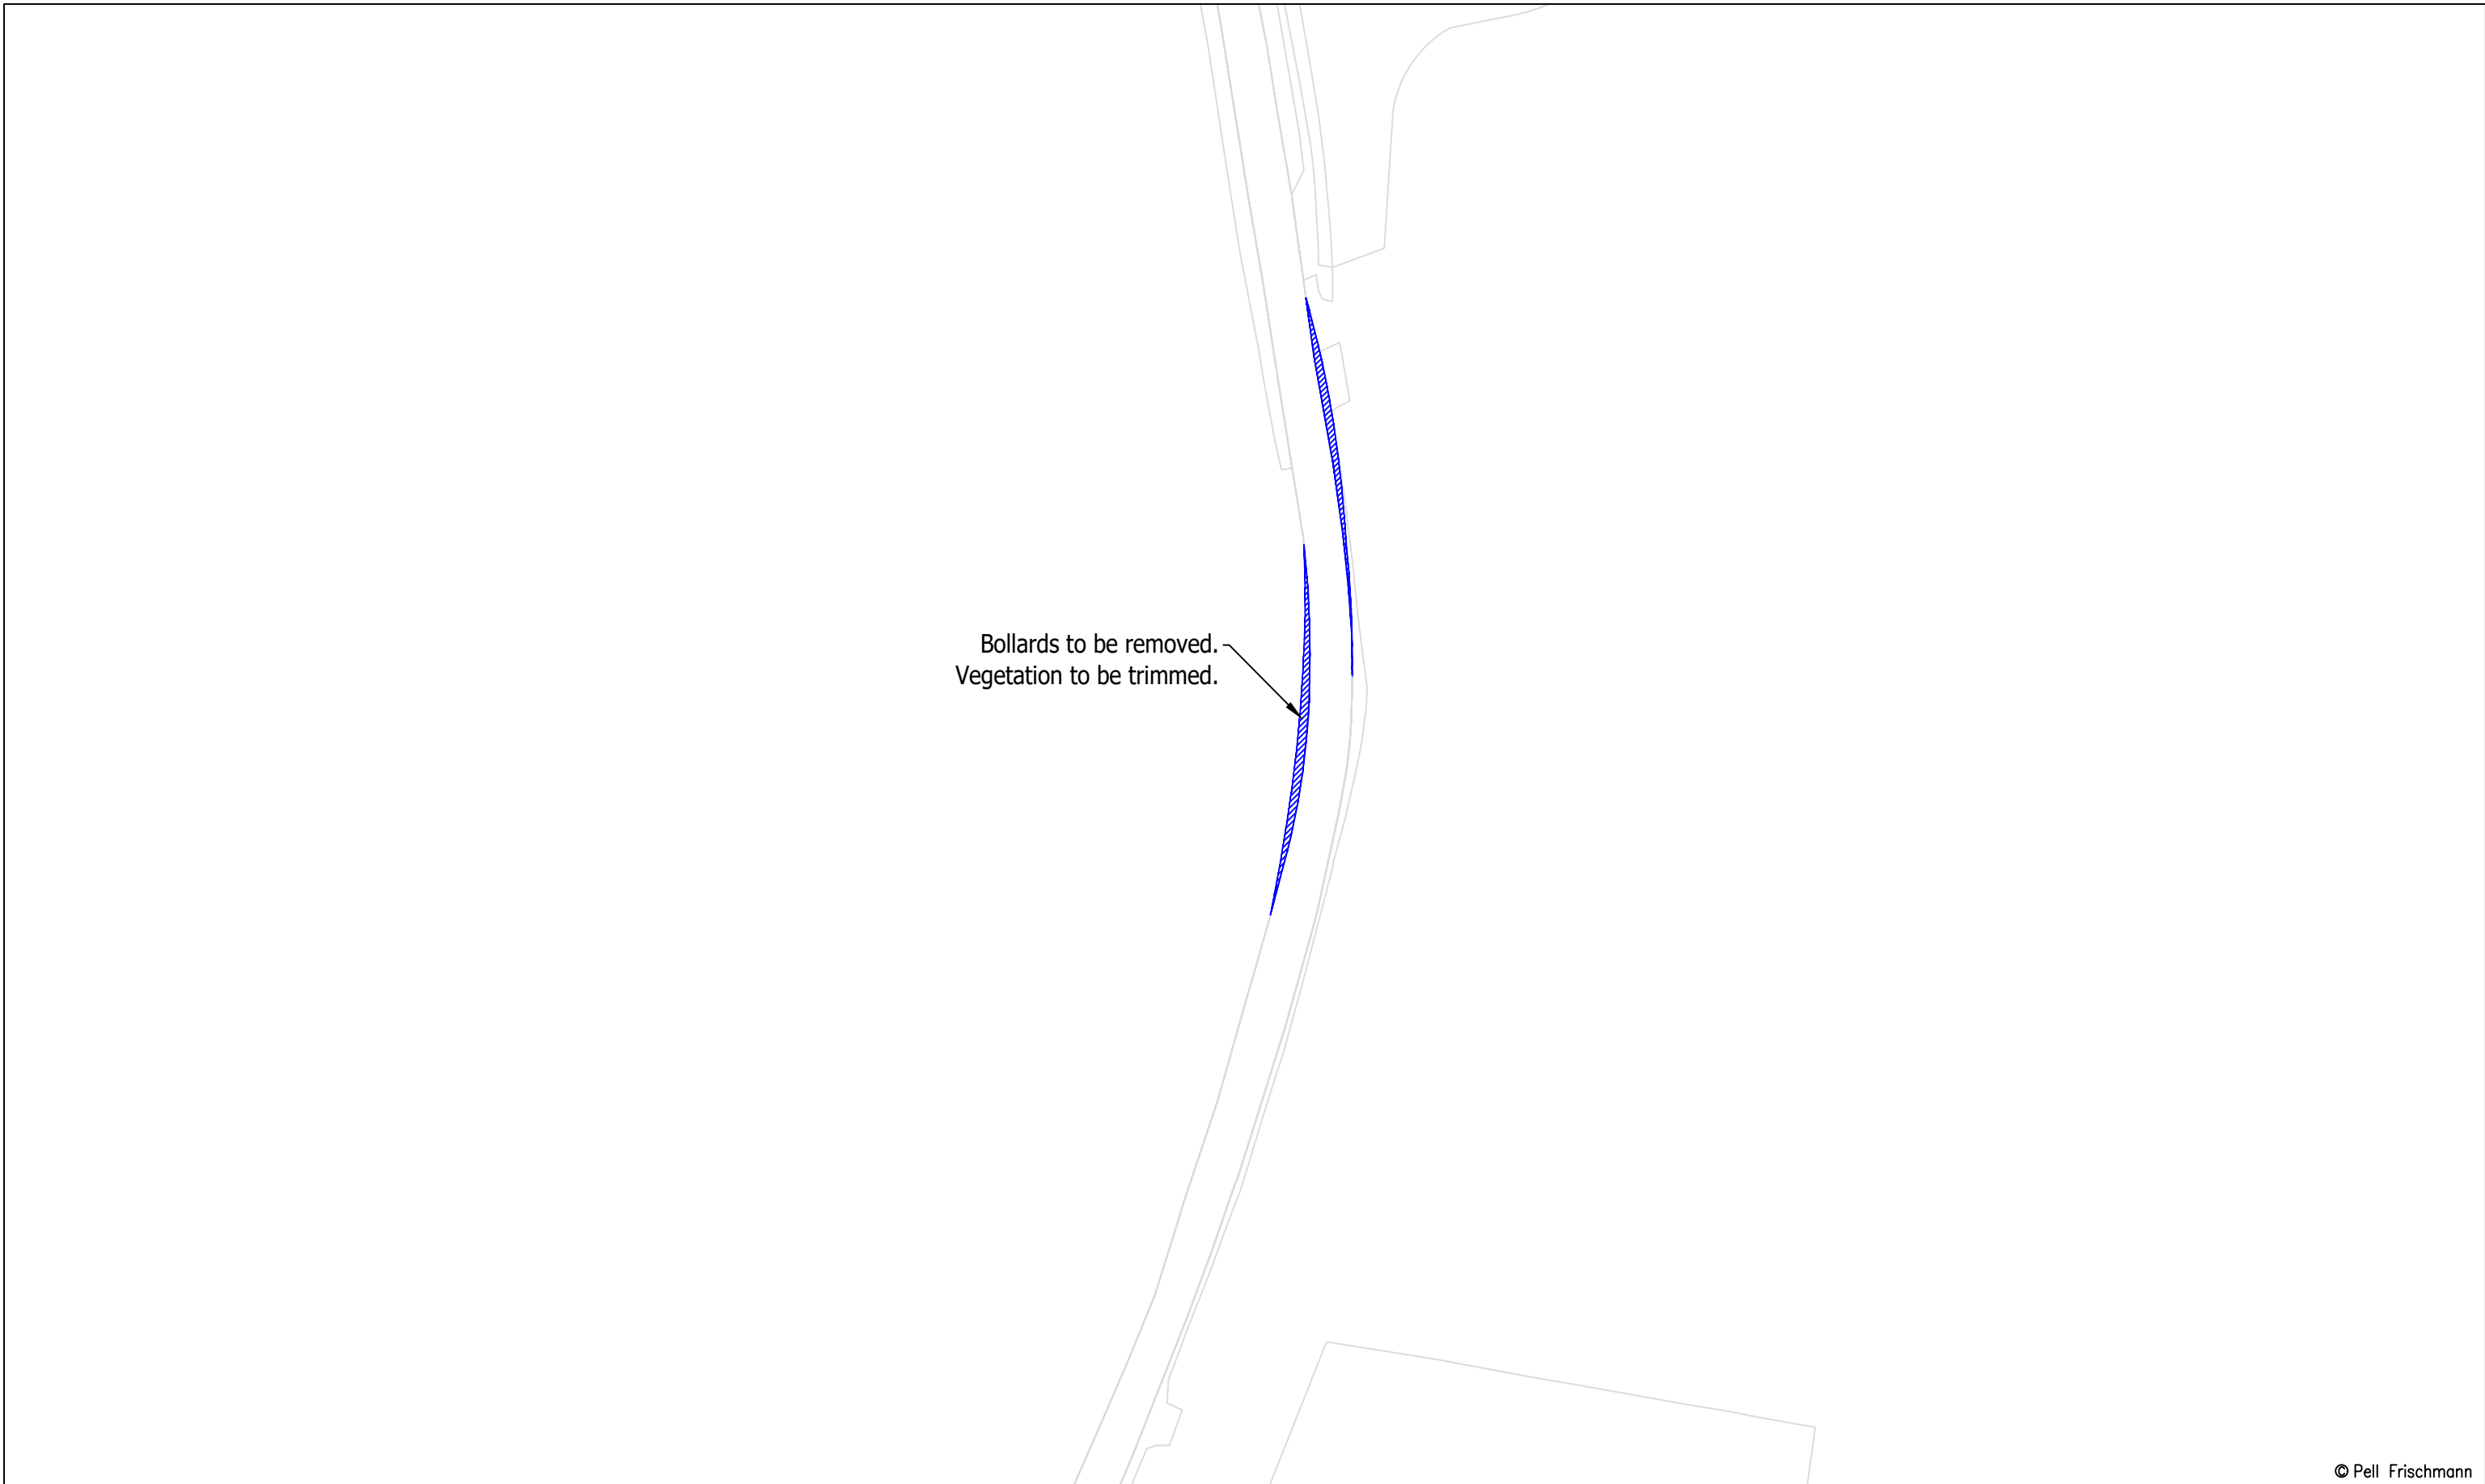 Bollards to be removed.
Vegetation to be trimmed.
© Pell Frischmann